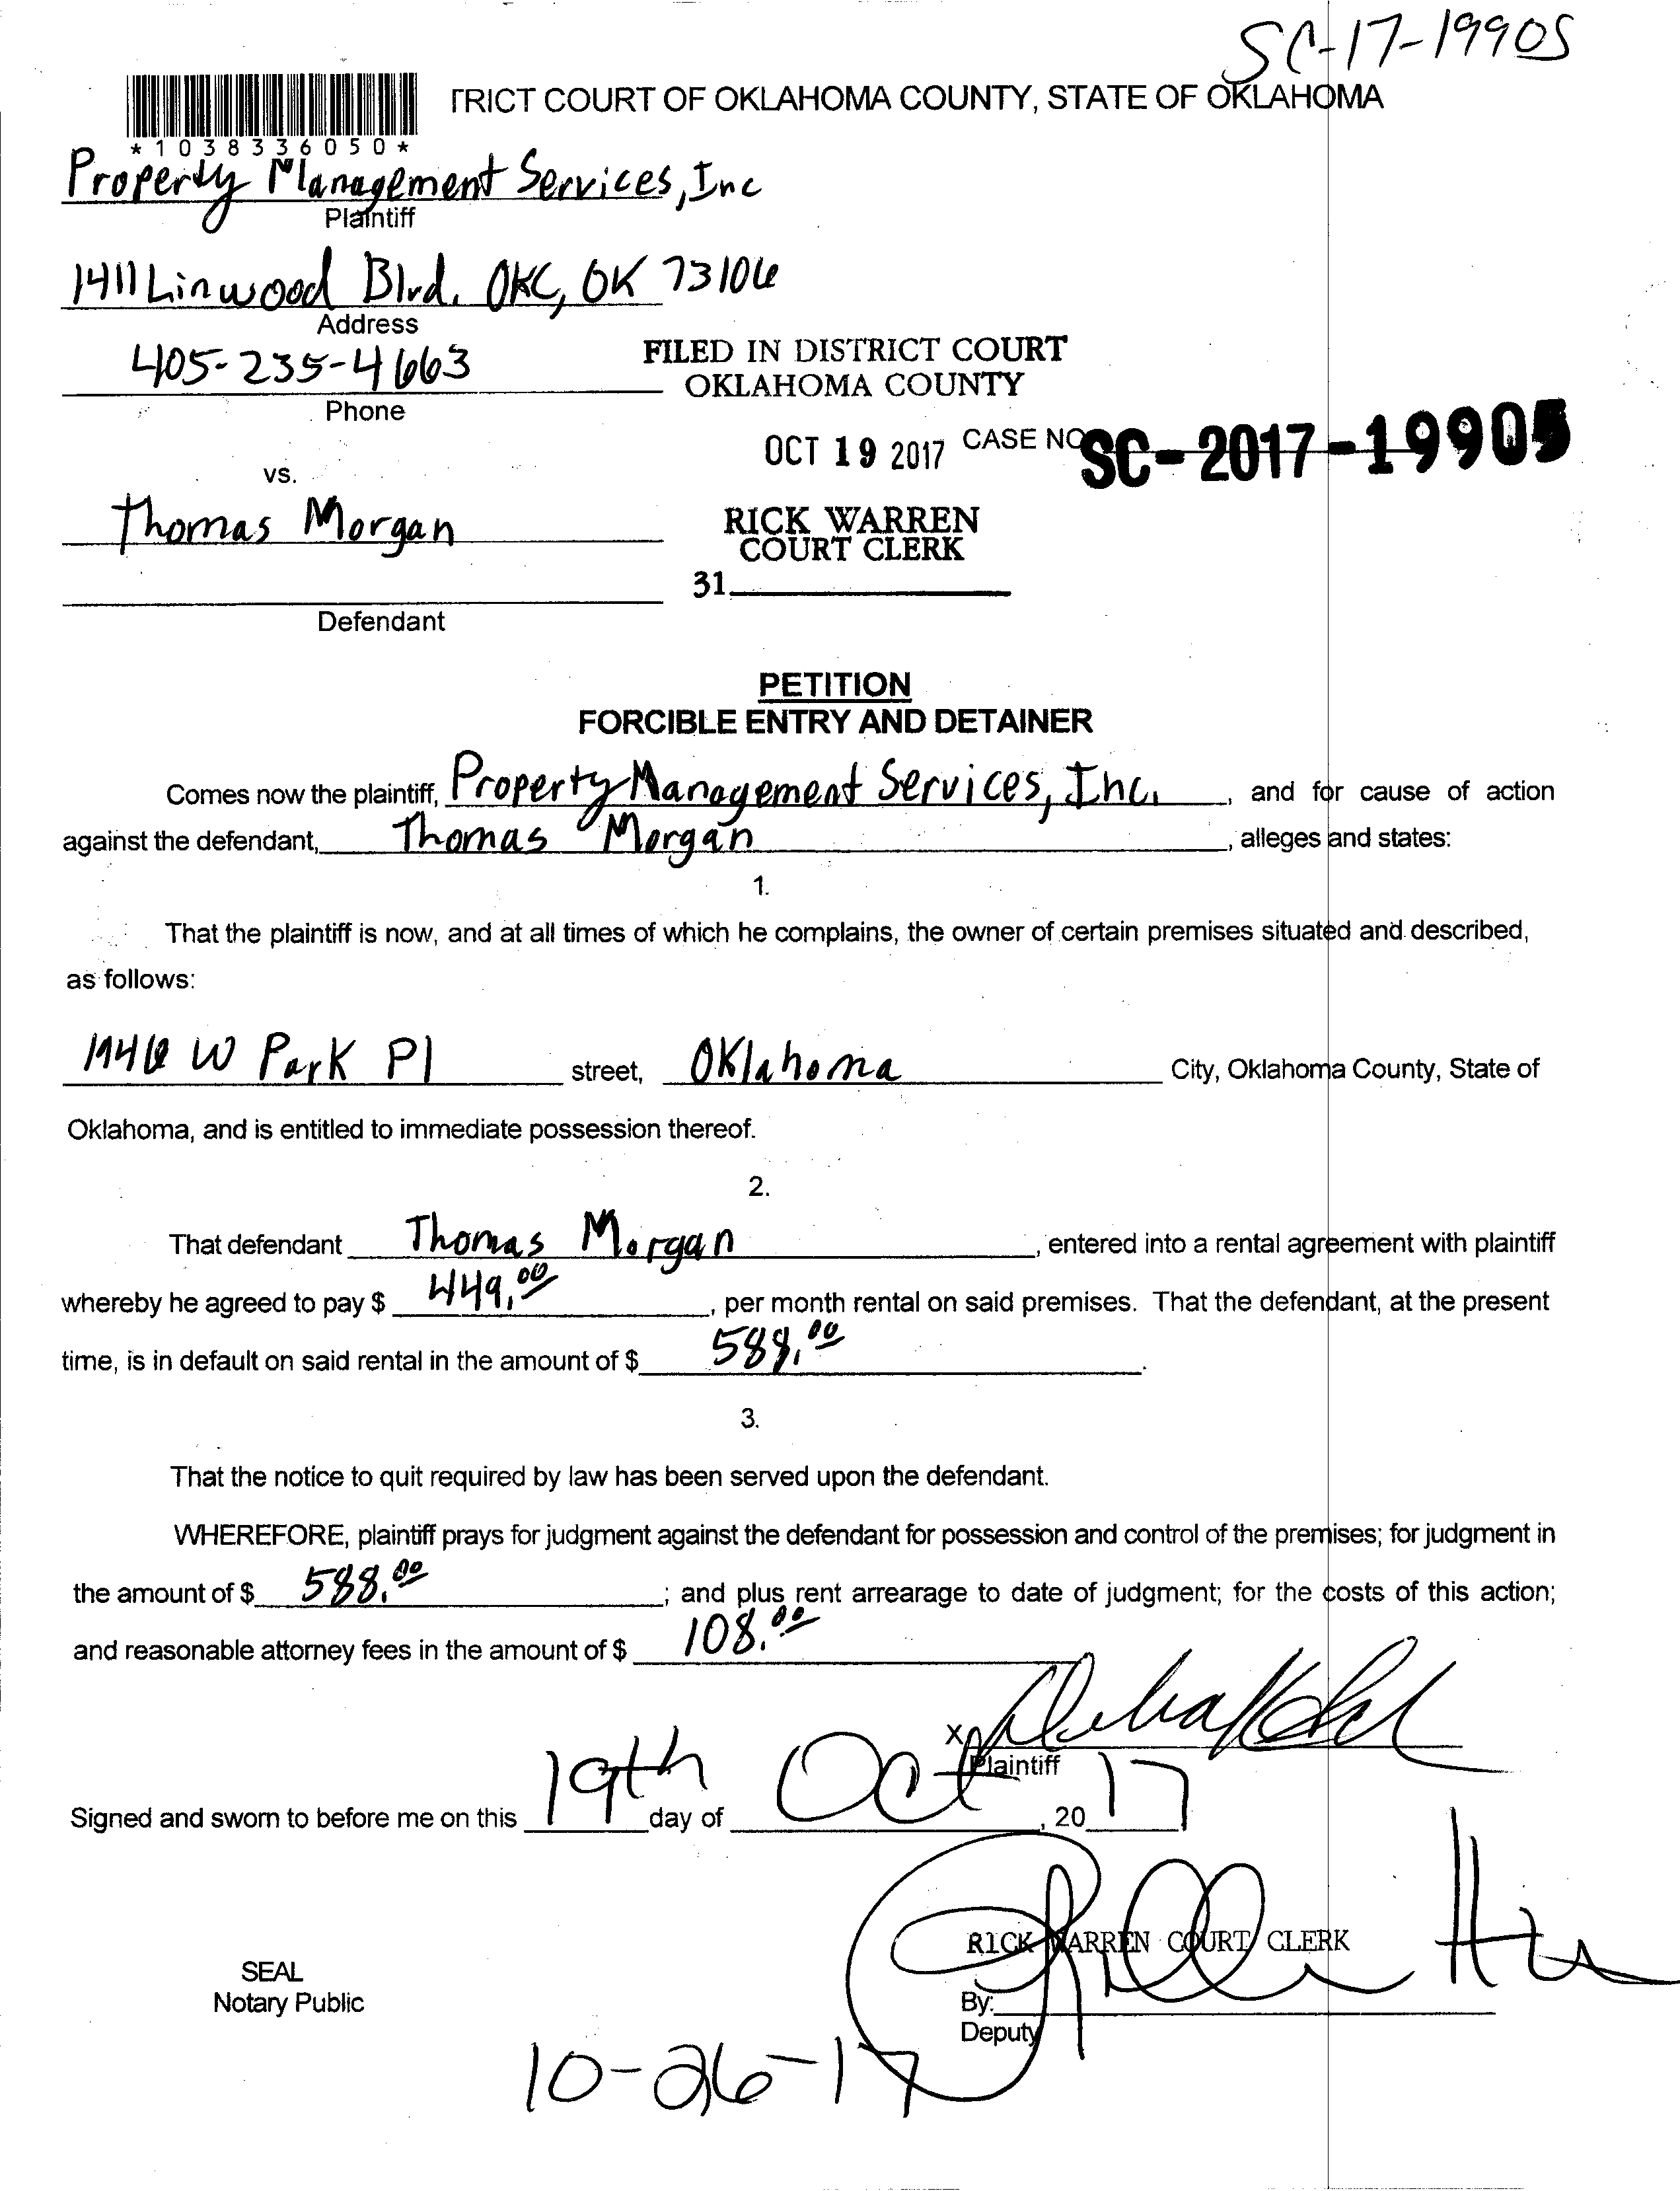 SC-17-19905
TRICT COURT OF OKLAHOMA COUNTY, STATE OF OKLAHOMA
*1038336050*
Property Management Services, Inc
Plaintiff
1411 Linwood Blvd. OKC, OK 73106
Address
405-235-4663
Phone
FILED IN DISTRICT COURT
OKLAHOMA COUNTY
OCT 19 2017 CASE NO SC-2017-19905
vs.
Thomas Morgan
RICK WARREN
COURT CLERK
31
Defendant
PETITION
FORCIBLE ENTRY AND DETAINER
Comes now the plaintiff, Property Management Services, Inc. , and for cause of action
against the defendant, Thomas Morgan , alleges and states:
1.
That the plaintiff is now, and at all times of which he complains, the owner of certain premises situated and described,
as follows:
W Park Pl street, Oklahoma City, Oklahoma County, State of
Oklahoma, and is entitled to immediate possession thereof.
2.
That defendant Thomas Morgan , entered into a rental agreement with plaintiff
whereby he agreed to pay $ 449.00 , per month rental on said premises. That the defendant, at the present
time, is in default on said rental in the amount of $ 588.00 .
3.
That the notice to quit required by law has been served upon the defendant.
WHEREFORE, plaintiff prays for judgment against the defendant for possession and control of the premises; for judgment in
the amount of $ 588.00 ; and plus rent arrearage to date of judgment; for the costs of this action;
and reasonable attorney fees in the amount of $ 108.00
X
Plaintiff
Signed and sworn to before me on this 19th day of Oct , 20 17
RICK WARREN COURT CLERK
SEAL
Notary Public
By:
Deputy
10-26-17